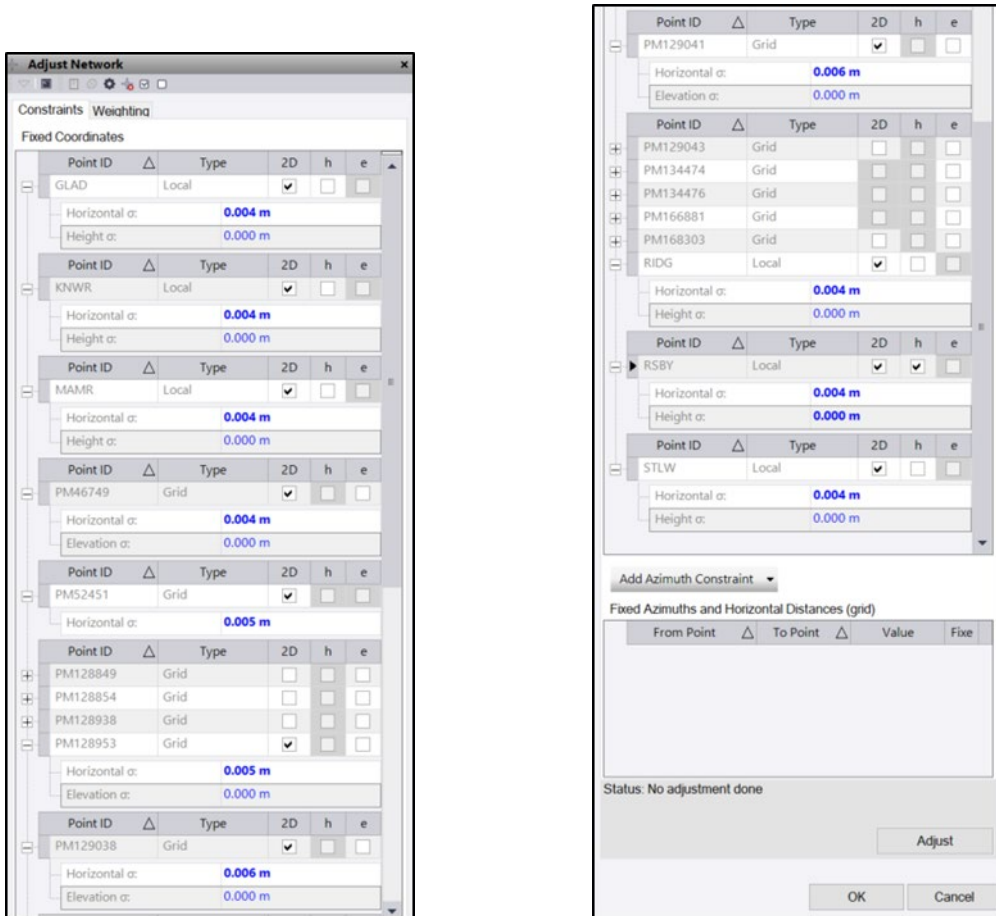 Adjust Network
Constraints Weighting
Fixed Coordinates
Point ID △ Type 2D h e
GLAD Local
Horizontal σ: 0.004 m
Height σ: 0.000 m
Point ID △ Type 2D h e
KNWR Local
Horizontal σ: 0.004 m
Height σ: 0.000 m
Point ID △ Type 2D h e
MAMR Local
Horizontal σ: 0.004 m
Height σ: 0.000 m
Point ID △ Type 2D h e
PM46749 Grid
Horizontal σ: 0.004 m
Elevation σ: 0.000 m
Point ID △ Type 2D h e
PM52451 Grid
Horizontal σ: 0.005 m
Point ID △ Type 2D h e
PM128849 Grid
PM128854 Grid
PM128938 Grid
PM128953 Grid
Horizontal σ: 0.005 m
Elevation σ: 0.000 m
Point ID △ Type 2D h e
PM129038 Grid
Horizontal σ: 0.006 m
Elevation σ: 0.000 m
Point ID △ Type 2D h e
PM129041 Grid
Horizontal σ: 0.006 m
Elevation σ: 0.000 m
Point ID △ Type 2D h e
PM129043 Grid
PM134474 Grid
PM134476 Grid
PM166881 Grid
PM168303 Grid
RIDG Local
Horizontal σ: 0.004 m
Height σ: 0.000 m
Point ID △ Type 2D h e
RSBY Local
Horizontal σ: 0.004 m
Height σ: 0.000 m
Point ID △ Type 2D h e
STLW Local
Horizontal σ: 0.004 m
Height σ: 0.000 m
Add Azimuth Constraint
Fixed Azimuths and Horizontal Distances (grid)
From Point △ To Point △ Value Fixe
Status: No adjustment done
Adjust
OK Cancel